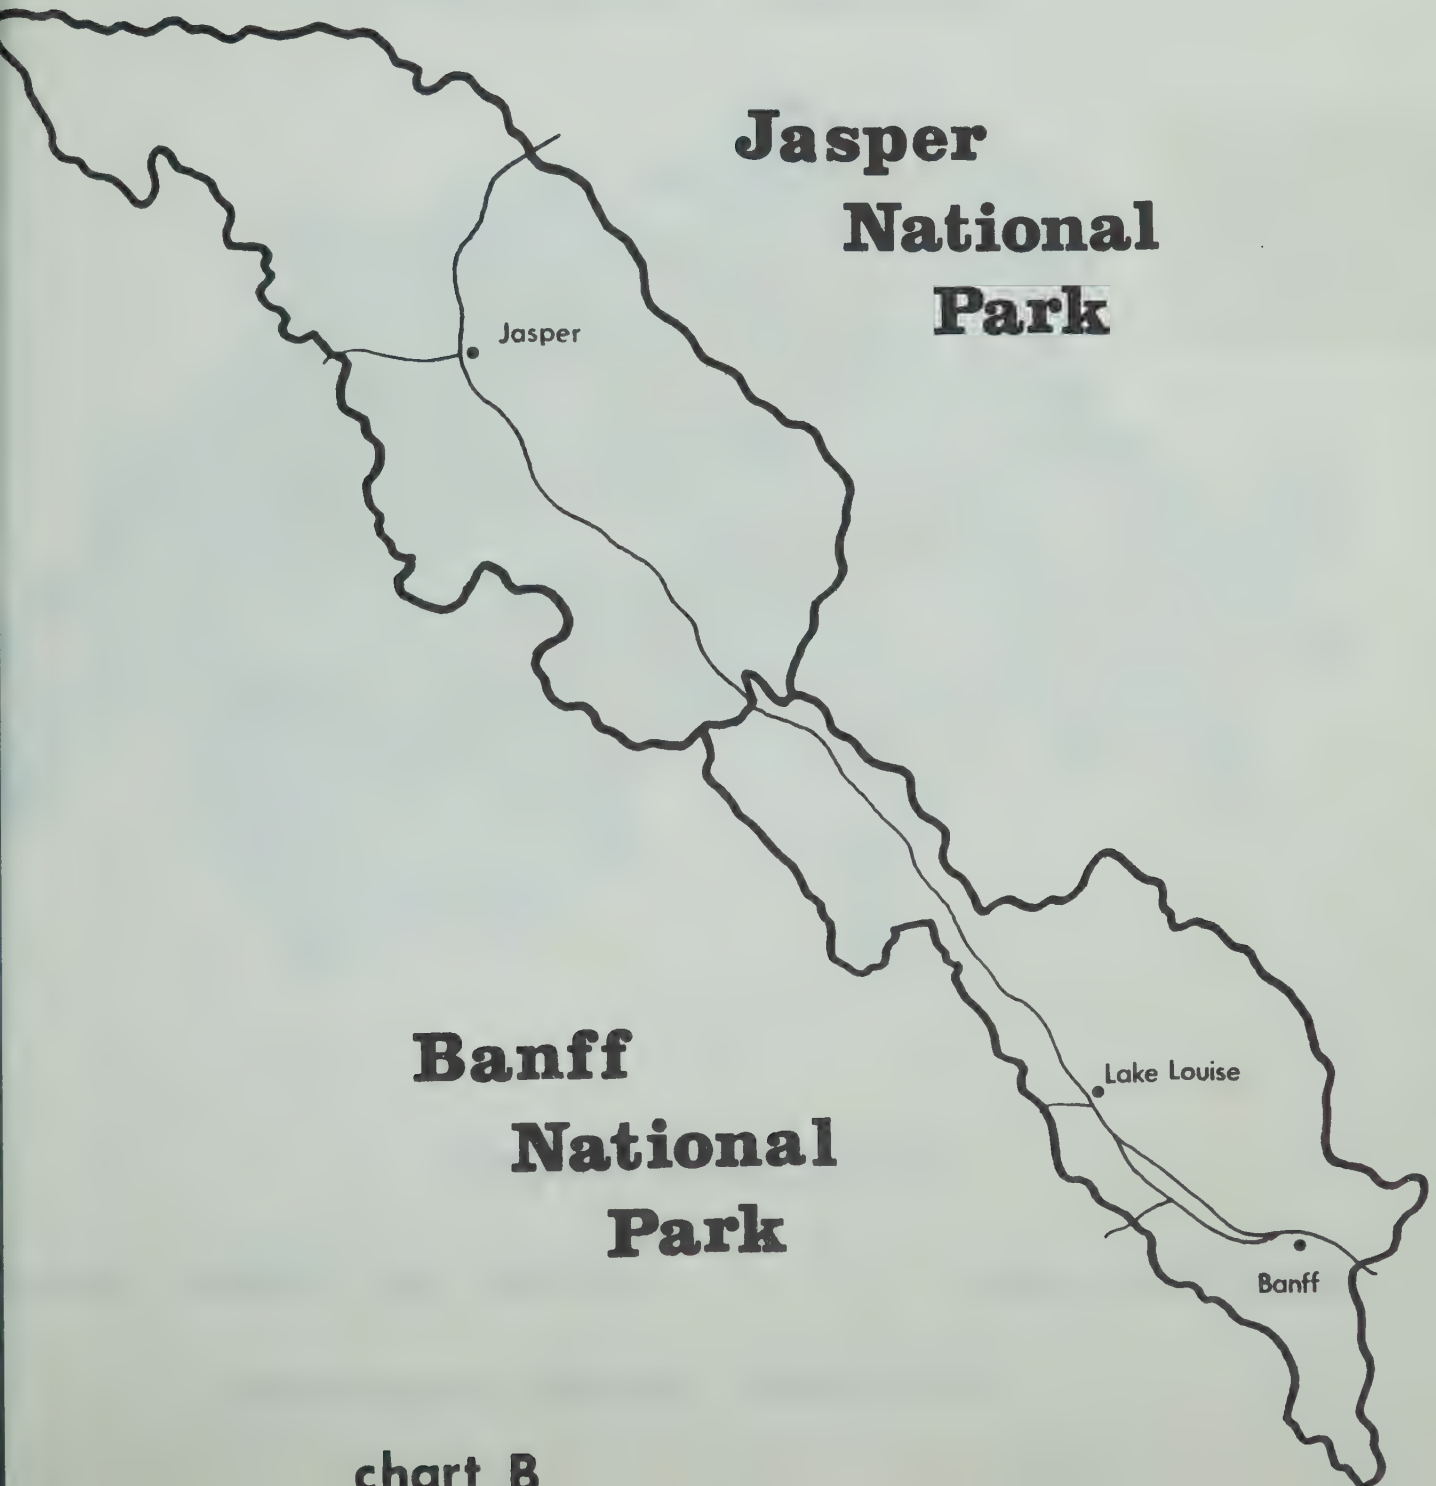 Jasper
National
Park
Jasper
Banff
National
Park
Lake Louise
Banff
chart B